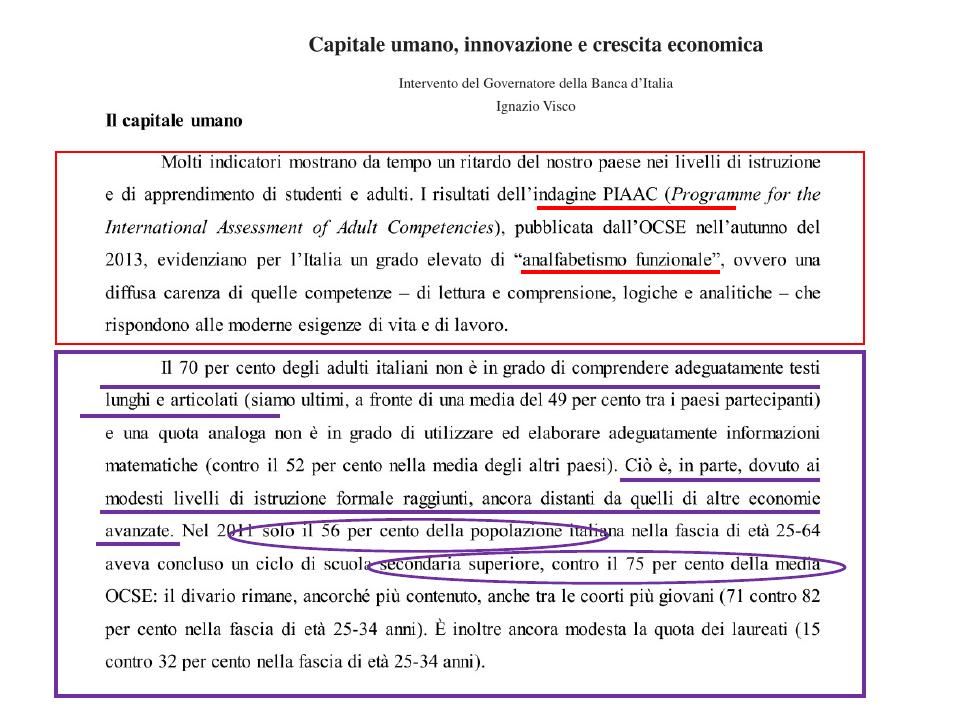 Capitale umano, innovazione e crescita economica
Intervento del Governatore della Banca d'Italia
Ignazio Visco
Il capitale umano
Molti indicatori mostrano da tempo un ritardo del nostro paese nei livelli di istruzione
e di apprendimento di studenti e adulti. I risultati dell'indagine PIAAC (Programme for the
International Assessment of Adult Competencies), pubblicata dall'OCSE nell'autunno del
2013, evidenziano per l'Italia un grado elevato di “analfabetismo funzionale”, ovvero una
diffusa carenza di quelle competenze – di lettura e comprensione, logiche e analitiche – che
rispondono alle moderne esigenze di vita e di lavoro.
Il 70 per cento degli adulti italiani non è in grado di comprendere adeguatamente testi
lunghi e articolati (siamo ultimi, a fronte di una media del 49 per cento tra i paesi partecipanti)
e una quota analoga non è in grado di utilizzare ed elaborare adeguatamente informazioni
matematiche (contro il 52 per cento nella media degli altri paesi). Ciò è, in parte, dovuto ai
modesti livelli di istruzione formale raggiunti, ancora distanti da quelli di altre economie
avanzate. Nel 2011 solo il 56 per cento della popolazione italiana nella fascia di età 25-64
aveva concluso un ciclo di scuola secondaria superiore, contro il 75 per cento della media
OCSE: il divario rimane, ancorché più contenuto, anche tra le coorti più giovani (71 contro 82
per cento nella fascia di età 25-34 anni). È inoltre ancora modesta la quota dei laureati (15
contro 32 per cento nella fascia di età 25-34 anni).